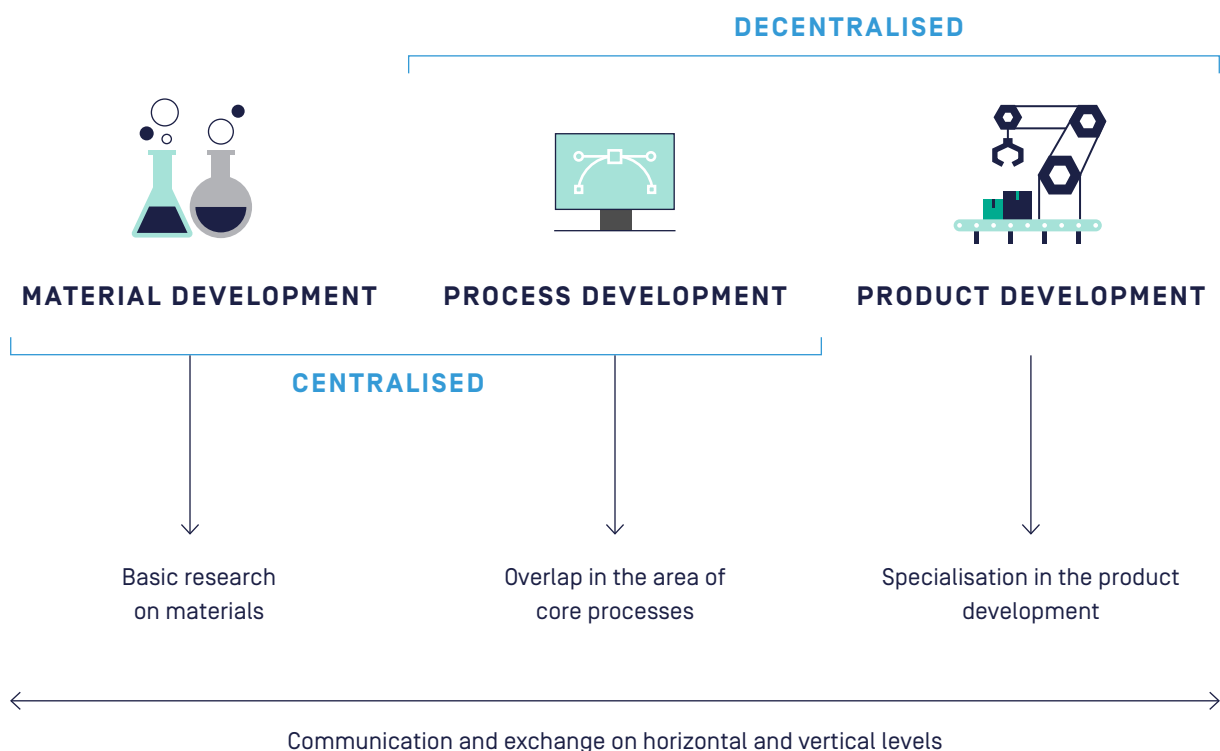 DECENTRALISED
MATERIAL DEVELOPMENT
PROCESS DEVELOPMENT
PRODUCT DEVELOPMENT
CENTRALISED
Basic research
on materials
Overlap in the area of
core processes
Specialisation in the product
development
Communication and exchange on horizontal and vertical levels